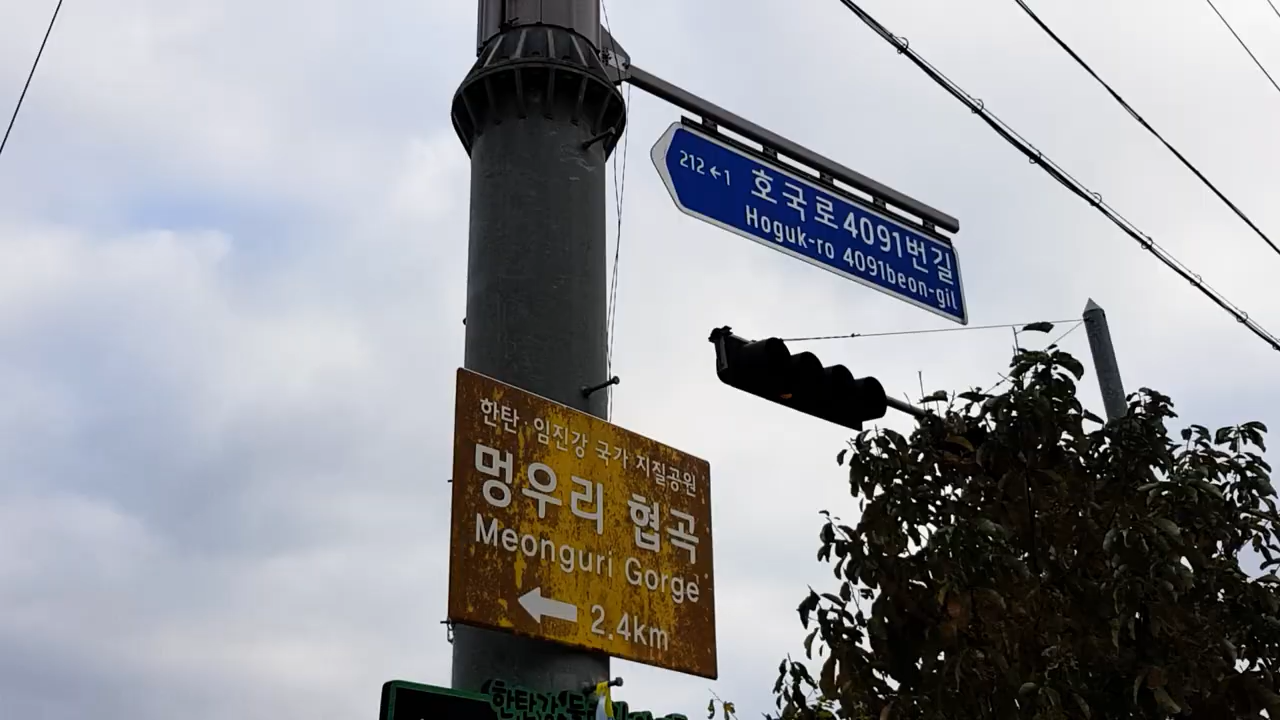 212←1 호국로4091번길
Hoguk-ro 4091beon-gil
한탄·임진강 국가 지질공원
멍우리 협곡
Meonguri Gorge
← 2.4km